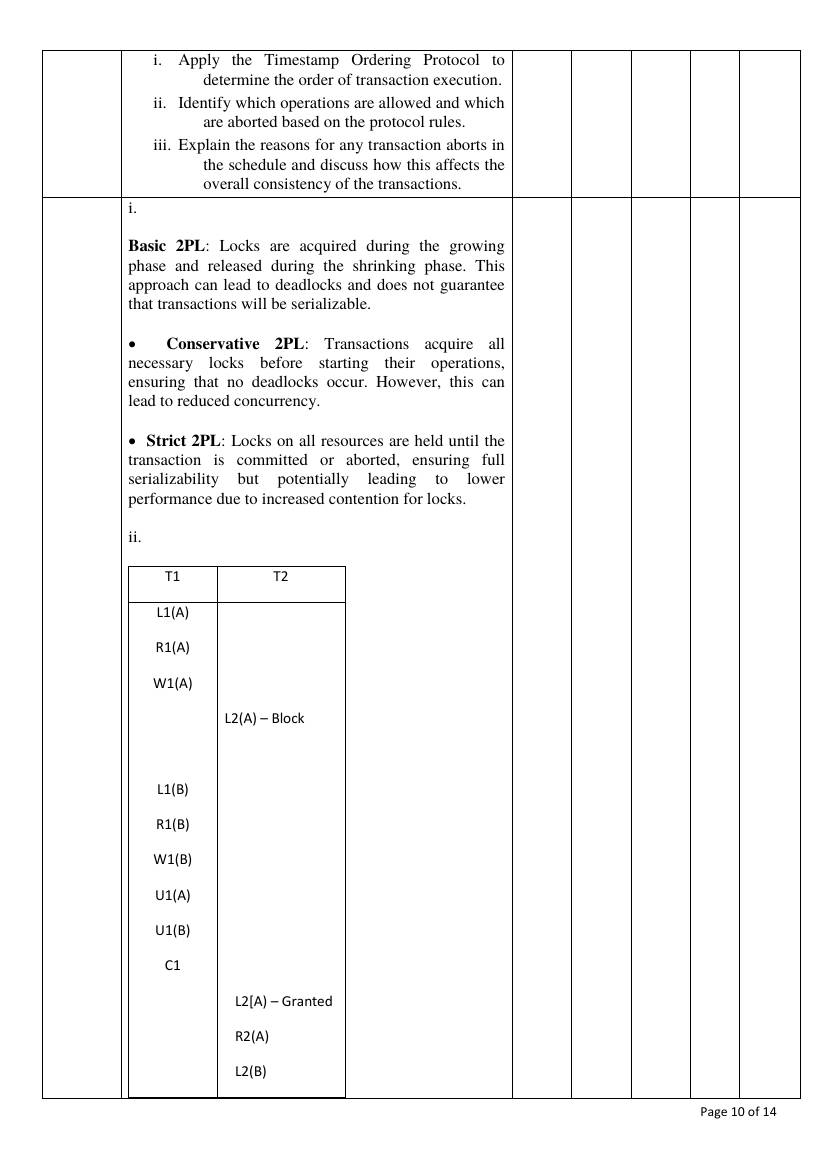 i. Apply the Timestamp Ordering Protocol to
determine the order of transaction execution.
ii. Identify which operations are allowed and which
are aborted based on the protocol rules.
iii. Explain the reasons for any transaction aborts in
the schedule and discuss how this affects the
overall consistency of the transactions.
i.
Basic 2PL: Locks are acquired during the growing
phase and released during the shrinking phase. This
approach can lead to deadlocks and does not guarantee
that transactions will be serializable.
• Conservative 2PL: Transactions acquire all
necessary locks before starting their operations,
ensuring that no deadlocks occur. However, this can
lead to reduced concurrency.
• Strict 2PL: Locks on all resources are held until the
transaction is committed or aborted, ensuring full
serializability but potentially leading to lower
performance due to increased contention for locks.
ii.
T1 T2
L1(A)
R1(A)
W1(A)
L2(A) – Block
L1(B)
R1(B)
W1(B)
U1(A)
U1(B)
C1
L2[A) – Granted
R2(A)
L2(B)
Page 10 of 14